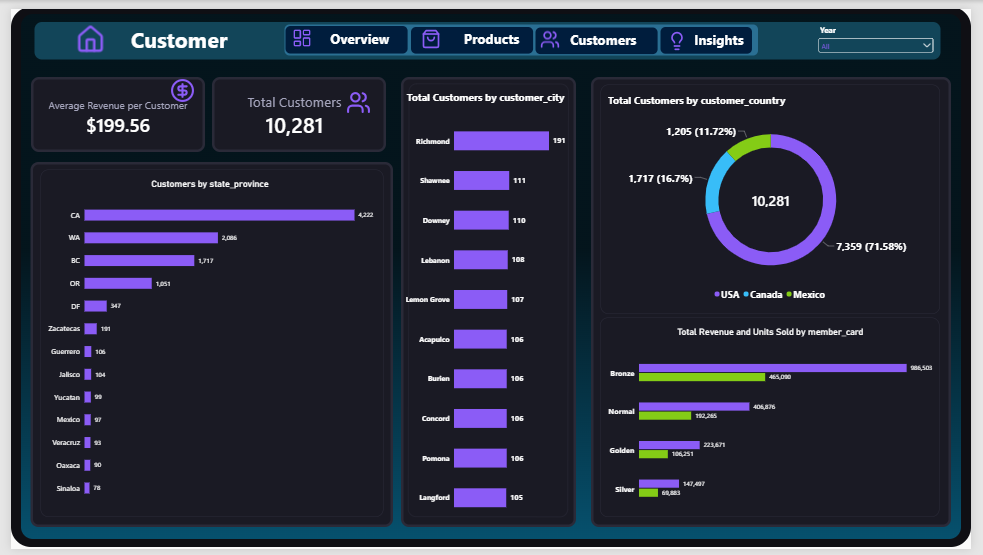 Customer
Overview
Products
Customers
Insights
Year
All
Average Revenue per Customer
$199.56
Total Customers
10,281
Customers by state_province
CA 4,222
WA 2,086
BC 1,717
OR 1,051
DF 347
Zacatecas 191
Guerrero 106
Jalisco 104
Yucatan 99
Mexico 97
Veracruz 93
Oaxaca 90
Sinaloa 78
Total Customers by customer_city
Richmond 191
Shawnee 111
Downey 110
Lebanon 108
Lemon Grove 107
Acapulco 106
Burien 106
Concord 106
Pomona 106
Langford 105
Total Customers by customer_country
1,205 (11.72%)
1,717 (16.7%)
10,281
7,359 (71.58%)
USA Canada Mexico
Total Revenue and Units Sold by member_card
Bronze 986,503
465,090
Normal 406,876
192,265
Golden 223,671
106,251
Silver 147,497
69,883